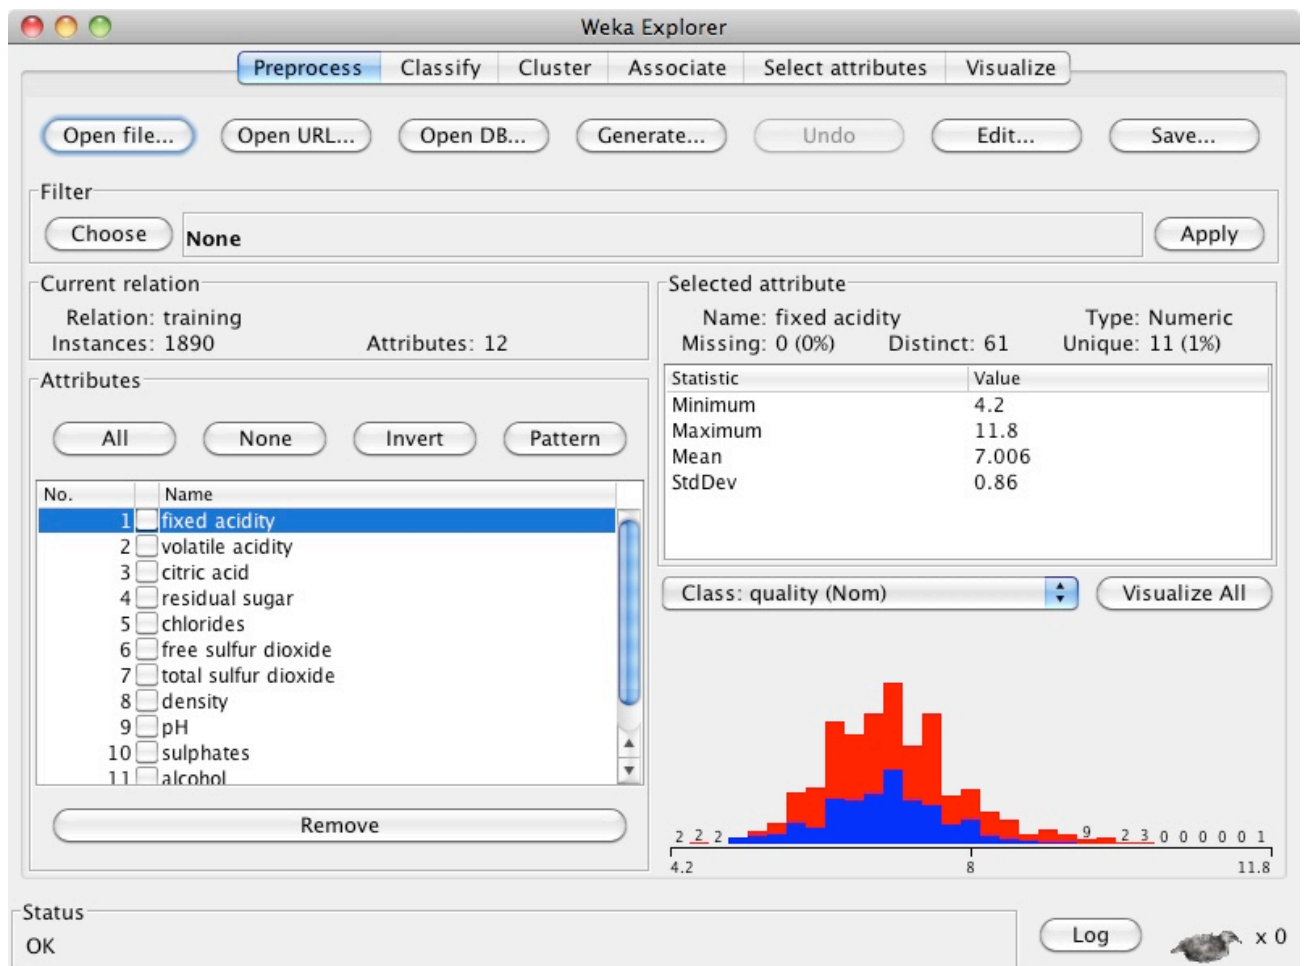 Weka Explorer
Preprocess Classify Cluster Associate Select attributes Visualize
Open file... Open URL... Open DB... Generate... Undo Edit... Save...
Filter
Choose None Apply
Current relation
Relation: training
Instances: 1890 Attributes: 12
Attributes
All None Invert Pattern
No. Name
1 fixed acidity
2 volatile acidity
3 citric acid
4 residual sugar
5 chlorides
6 free sulfur dioxide
7 total sulfur dioxide
8 density
9 pH
10 sulphates
11 alcohol
Remove
Selected attribute
Name: fixed acidity Type: Numeric
Missing: 0 (0%) Distinct: 61 Unique: 11 (1%)
Statistic Value
Minimum 4.2
Maximum 11.8
Mean 7.006
StdDev 0.86
Class: quality (Nom) Visualize All
2 2 2 9 2 3 0 0 0 0 0 1
4.2 8 11.8
Status
OK
Log x 0